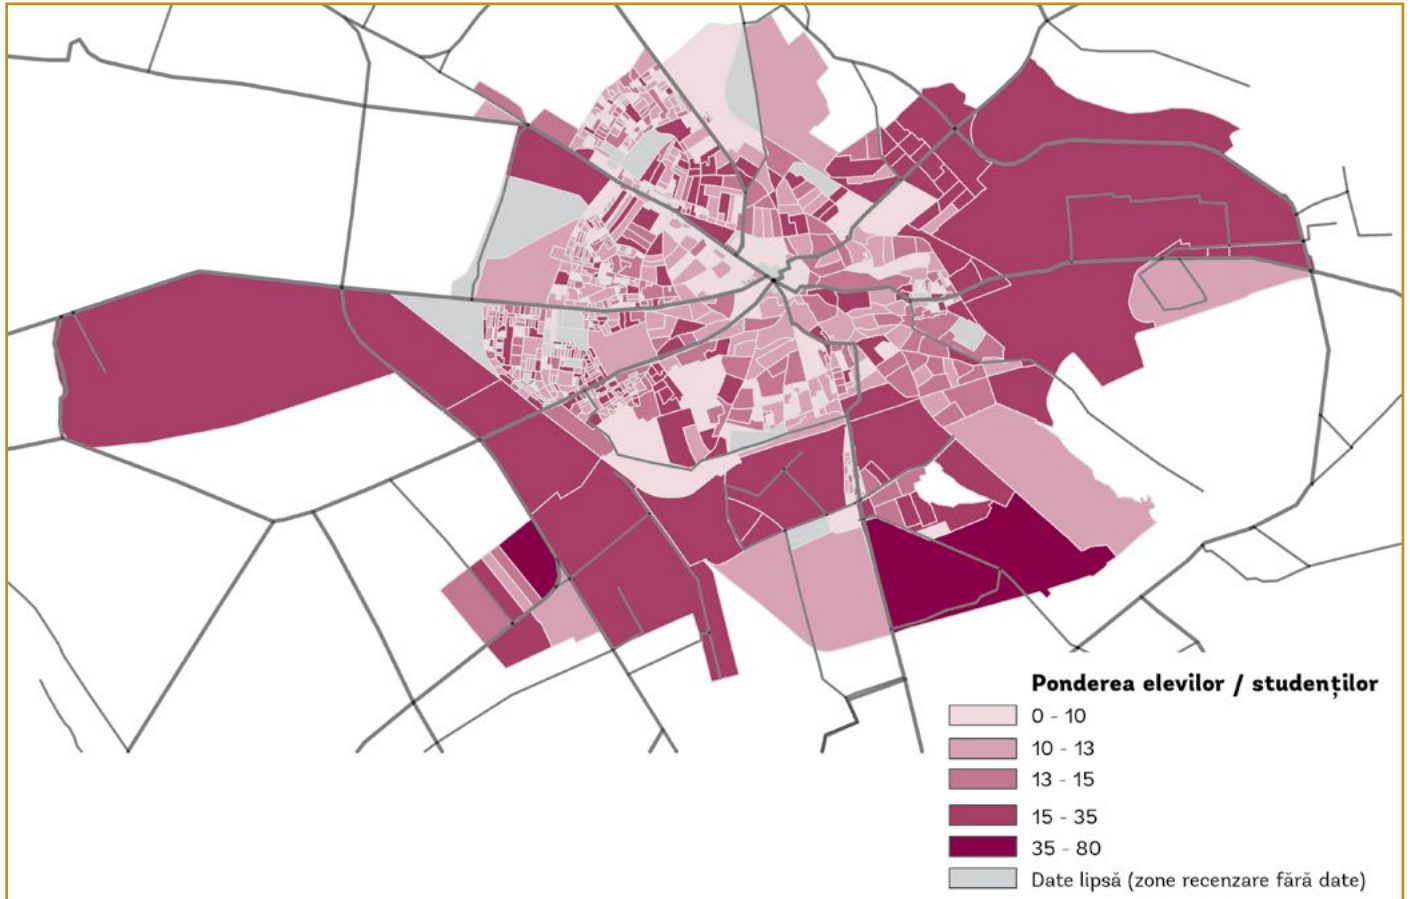 Ponderea elevilor / studenților
0 - 10
10 - 13
13 - 15
15 - 35
35 - 80
Date lipsă (zone recenzare fără date)